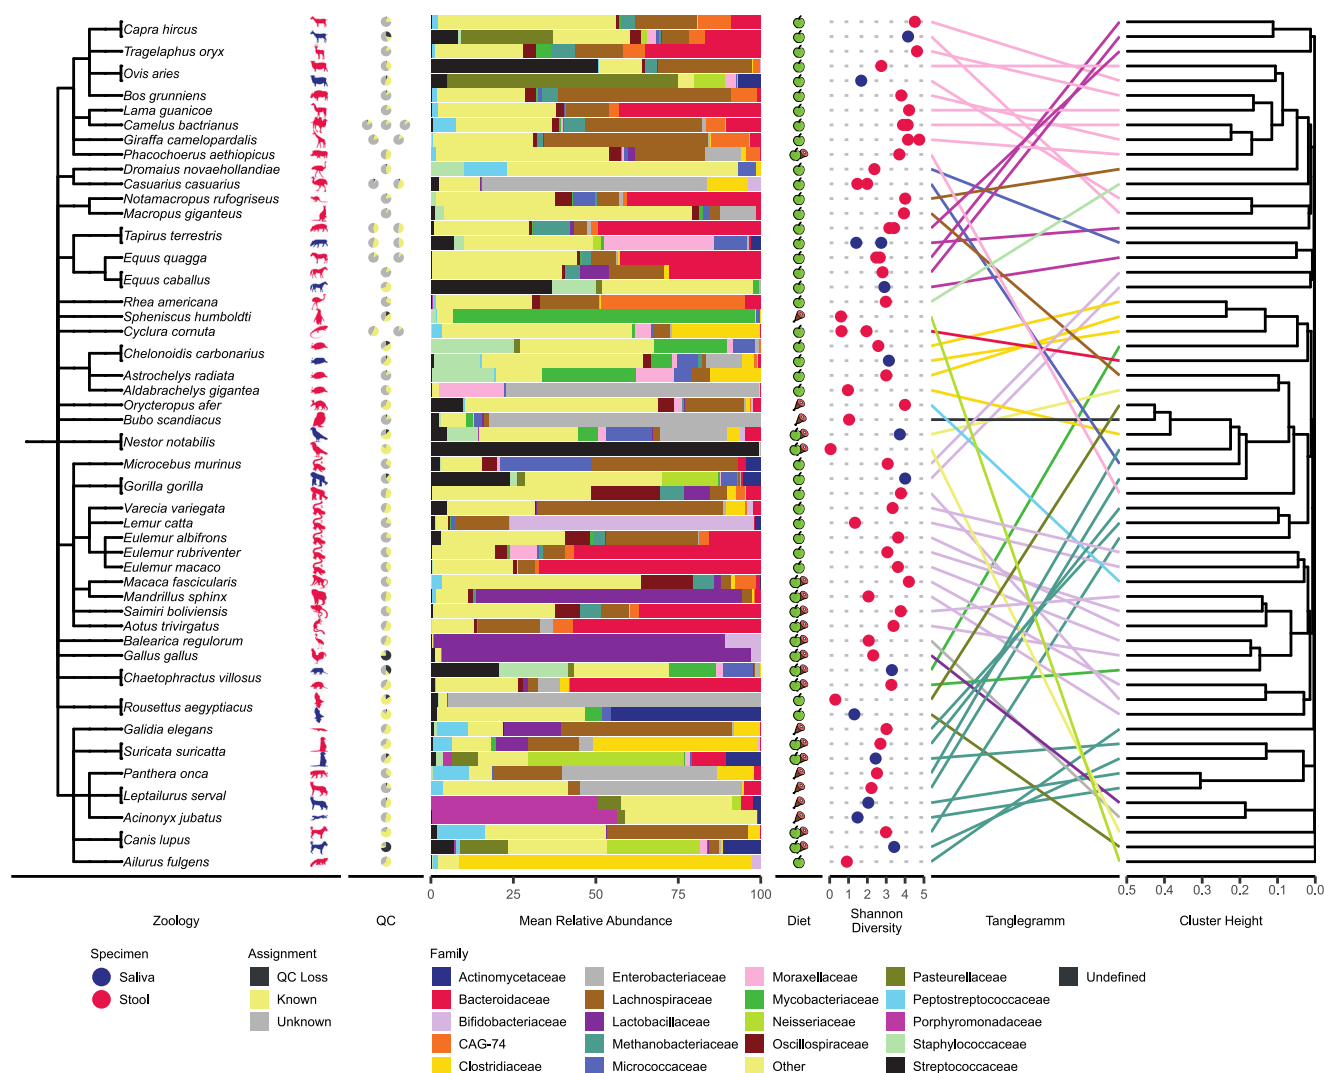 Capra hircus
Tragelaphus oryx
Ovis aries
Bos grunniens
Lama guanicoe
Camelus bactrianus
Giraffa camelopardalis
Phacochoerus aethiopicus
Dromaius novaehollandiae
Casuarius casuarius
Notamacropus rufogriseus
Macropus giganteus
Tapirus terrestris
Equus quagga
Equus caballus
Rhea americana
Spheniscus humboldti
Cyclura cornuta
Chelonoidis carbonarius
Astrochelys radiata
Aldabrachelys gigantea
Orycteropus afer
Bubo scandiacus
Nestor notabilis
Microcebus murinus
Gorilla gorilla
Varecia variegata
Lemur catta
Eulemur albifrons
Eulemur rubriventer
Eulemur macaco
Macaca fascicularis
Mandrillus sphinx
Saimiri boliviensis
Aotus trivirgatus
Balearica regulorum
Gallus gallus
Chaetophractus villosus
Rousettus aegyptiacus
Galidia elegans
Suricata suricatta
Panthera onca
Leptailurus serval
Acinonyx jubatus
Canis lupus
Ailurus fulgens
0 25 50 75 100 0 1 2 3 4 5 0.5 0.4 0.3 0.2 0.1 0.0
Zoology QC Mean Relative Abundance Diet Shannon Diversity Tanglegramm Cluster Height
Specimen Assignment Family
Saliva QC Loss Actinomycetaceae Enterobacteriaceae Moraxellaceae Pasteurellaceae Undefined
Stool Known Bacteroidaceae Lachnospiraceae Mycobacteriaceae Peptostreptococcaceae
Unknown Bifidobacteriaceae Lactobacillaceae Neisseriaceae Porphyromonadaceae
CAG-74 Methanobacteriaceae Oscillospiraceae Staphylococcaceae
Clostridiaceae Micrococcaceae Other Streptococcaceae